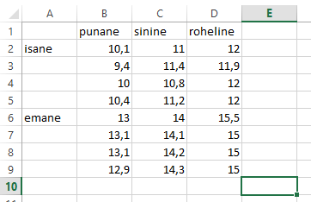 A B C D E
1 punane sinine roheline
2 isane 10,1 11 12
3 9,4 11,4 11,9
4 10 10,8 12
5 10,4 11,2 12
6 emane 13 14 15,5
7 13,1 14,1 15
8 13,1 14,2 15
9 12,9 14,3 15
10